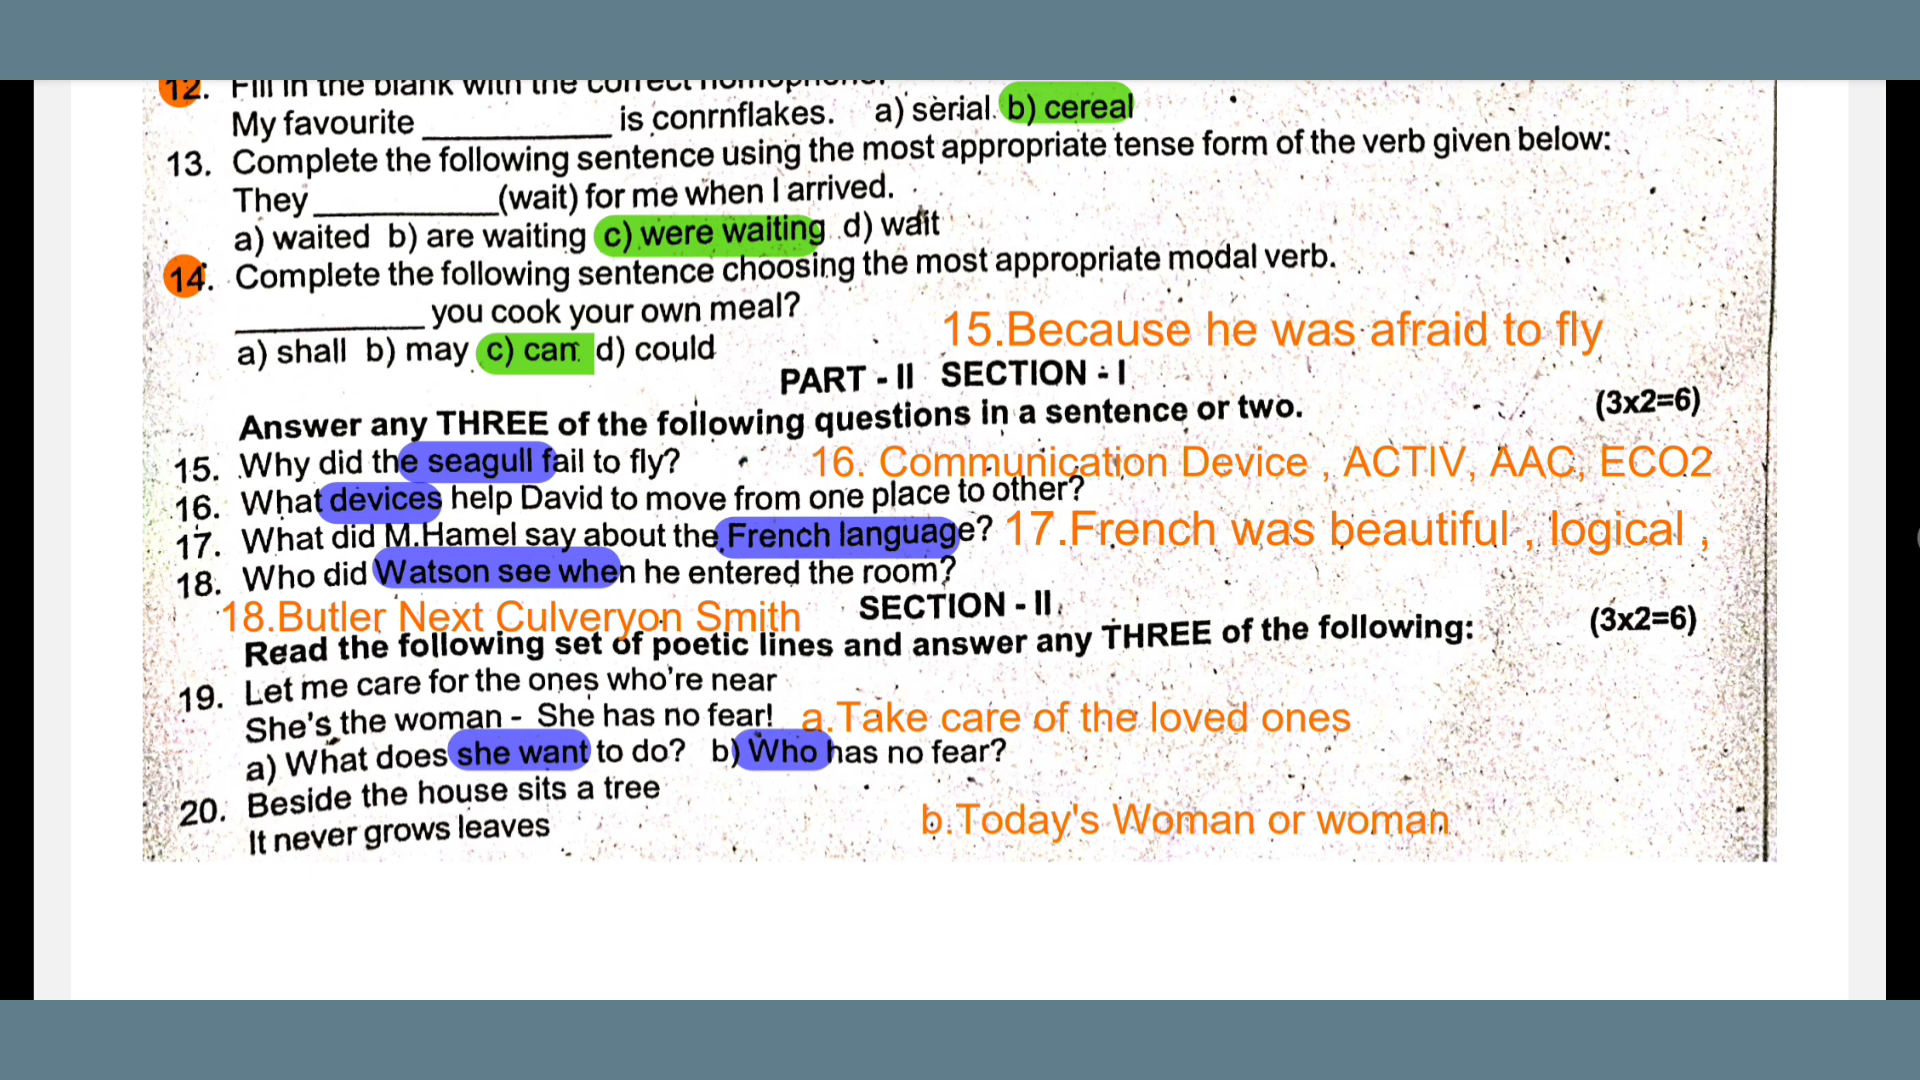 12. Fill in the blank with the correct homophone.
My favourite __________ is conrnflakes. a) serial b) cereal
13. Complete the following sentence using the most appropriate tense form of the verb given below:
They __________ (wait) for me when I arrived.
a) waited b) are waiting c) were waiting d) wait
14. Complete the following sentence choosing the most appropriate modal verb.
__________ you cook your own meal?
15.Because he was afraid to fly
a) shall b) may c) can d) could
PART - II SECTION - I
Answer any THREE of the following questions in a sentence or two. (3x2=6)
15. Why did the seagull fail to fly?
16. Communication Device , ACTIV, AAC, ECO2
16. What devices help David to move from one place to other?
17. What did M.Hamel say about the French language?
17.French was beautiful , logical ,
18. Who did Watson see when he entered the room?
18.Butler Next Culveryon Smith
SECTION - II
Read the following set of poetic lines and answer any THREE of the following: (3x2=6)
19. Let me care for the ones who're near
She's the woman - She has no fear!
a.Take care of the loved ones
a) What does she want to do? b) Who has no fear?
20. Beside the house sits a tree
It never grows leaves
b.Today's Woman or woman